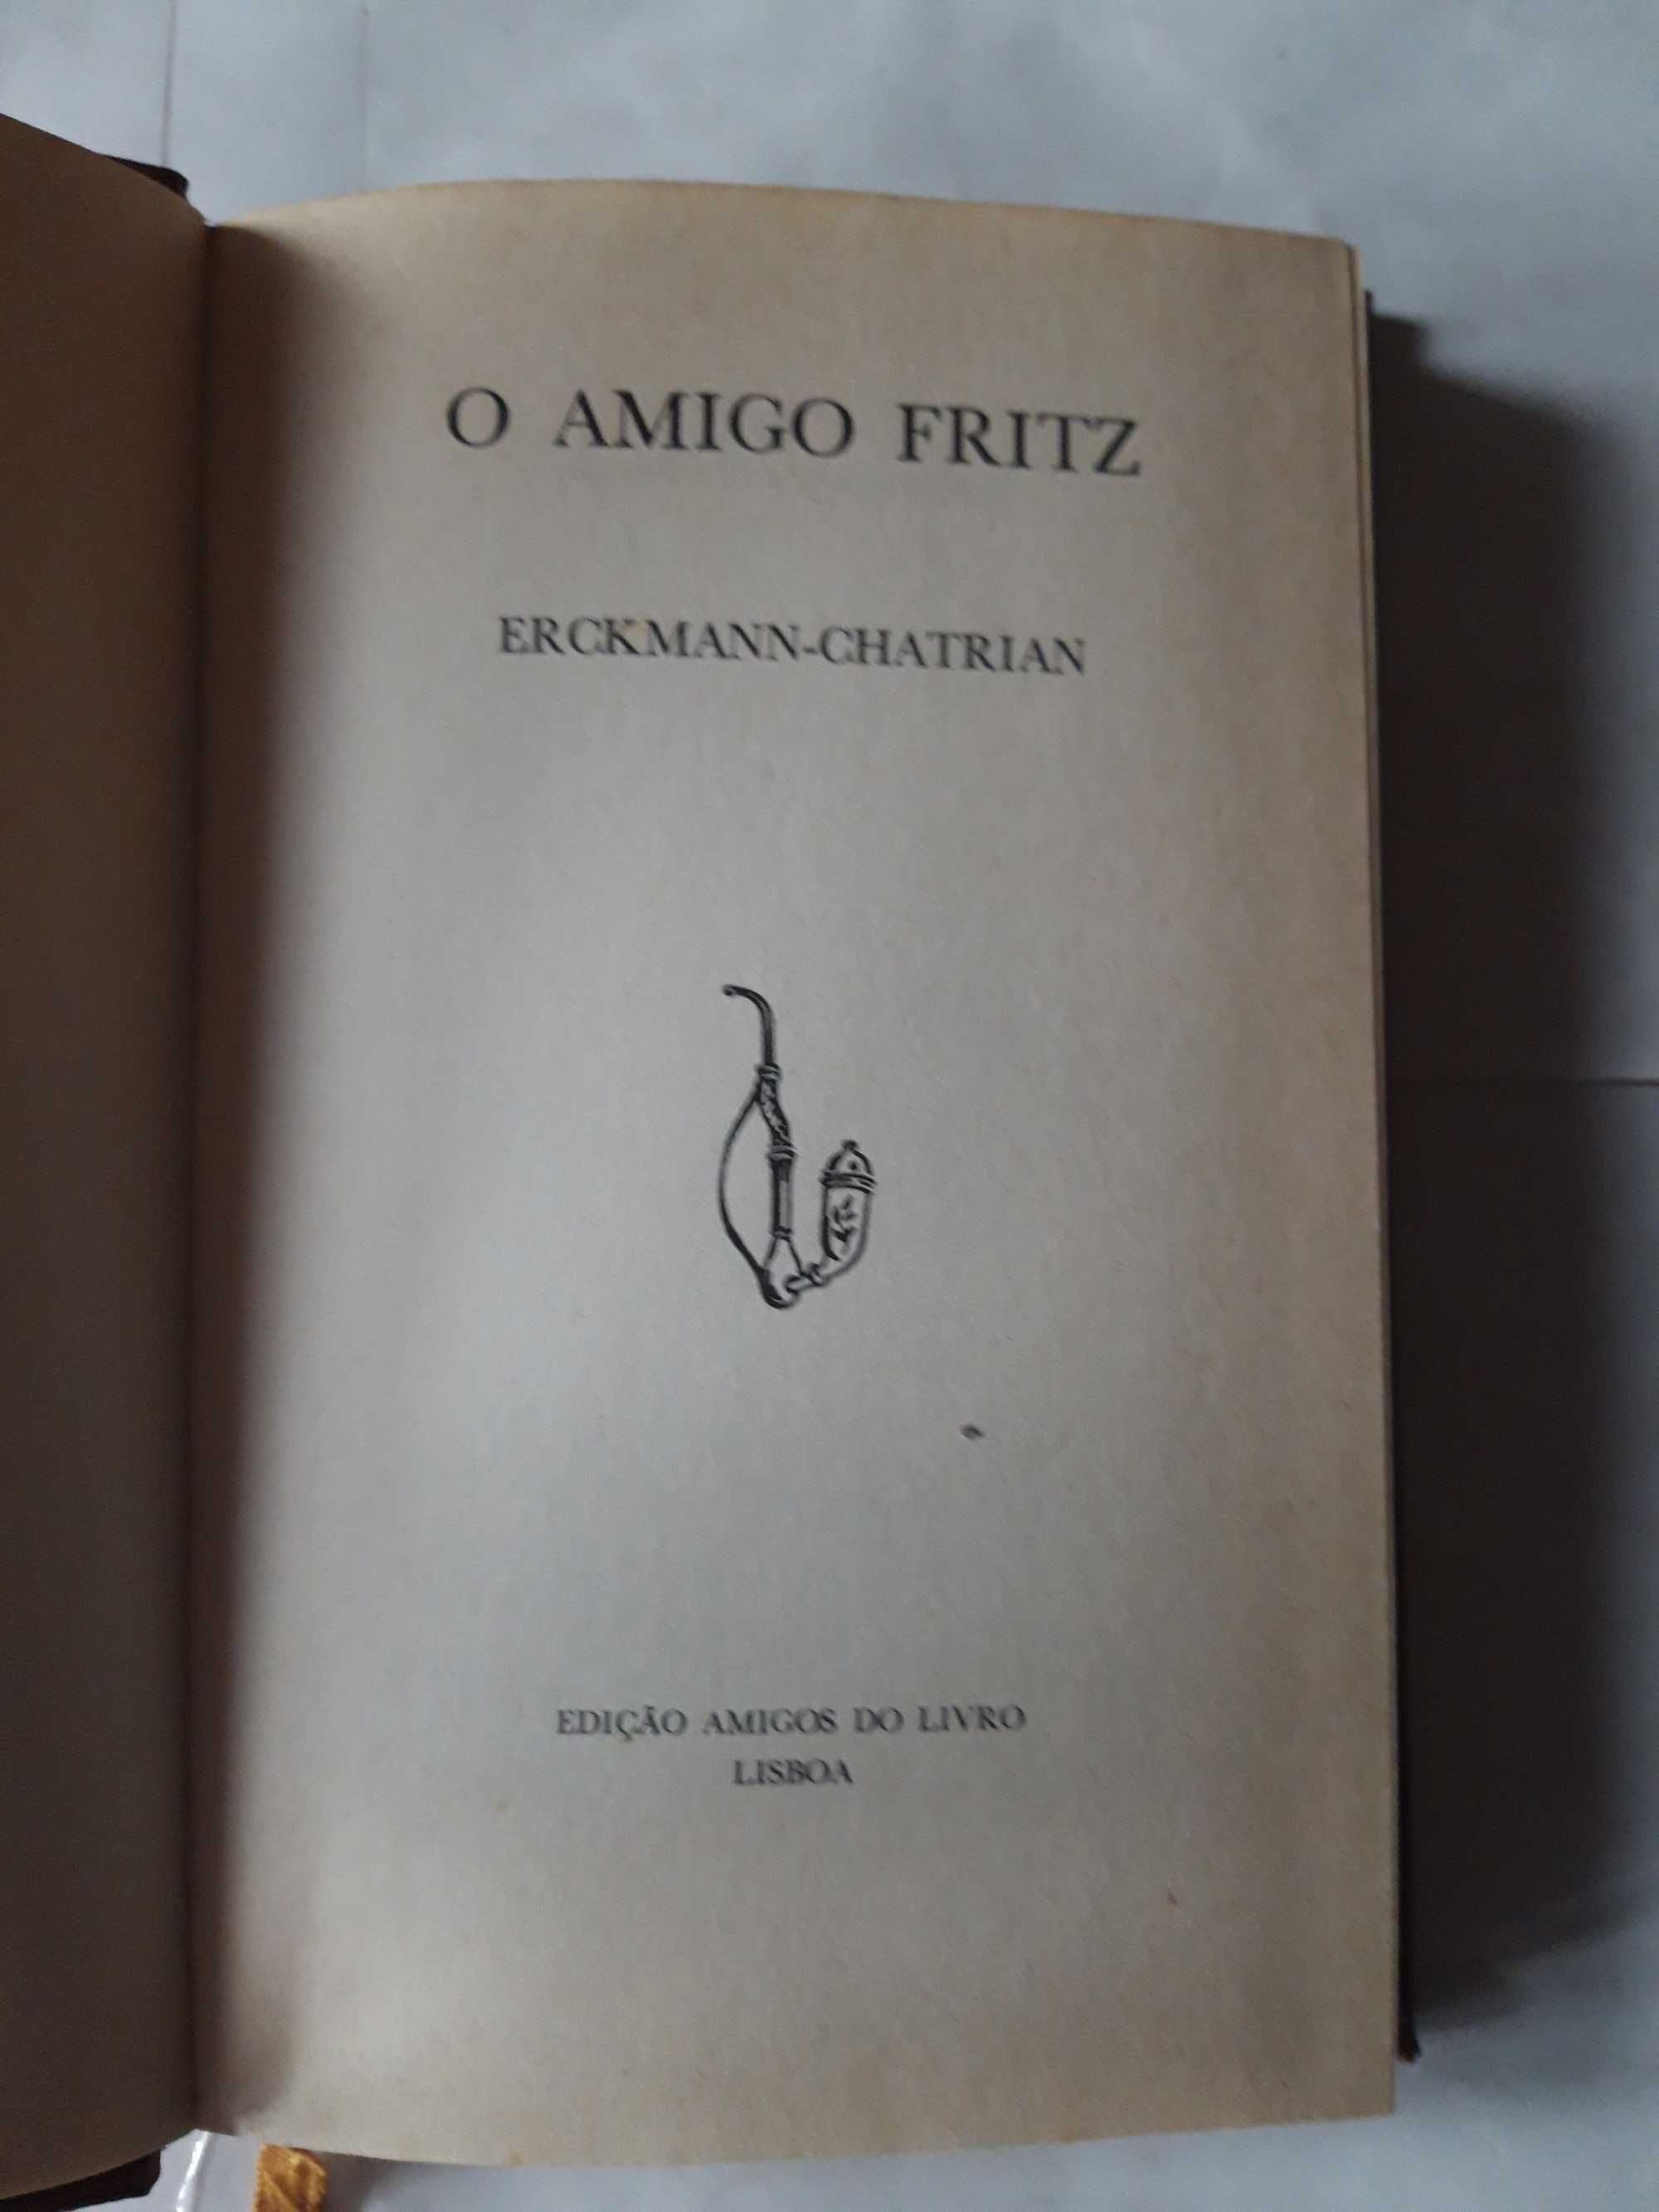 O AMIGO FRITZ
ERCKMANN-CHATRIAN
EDIÇÃO AMIGOS DO LIVRO
LISBOA